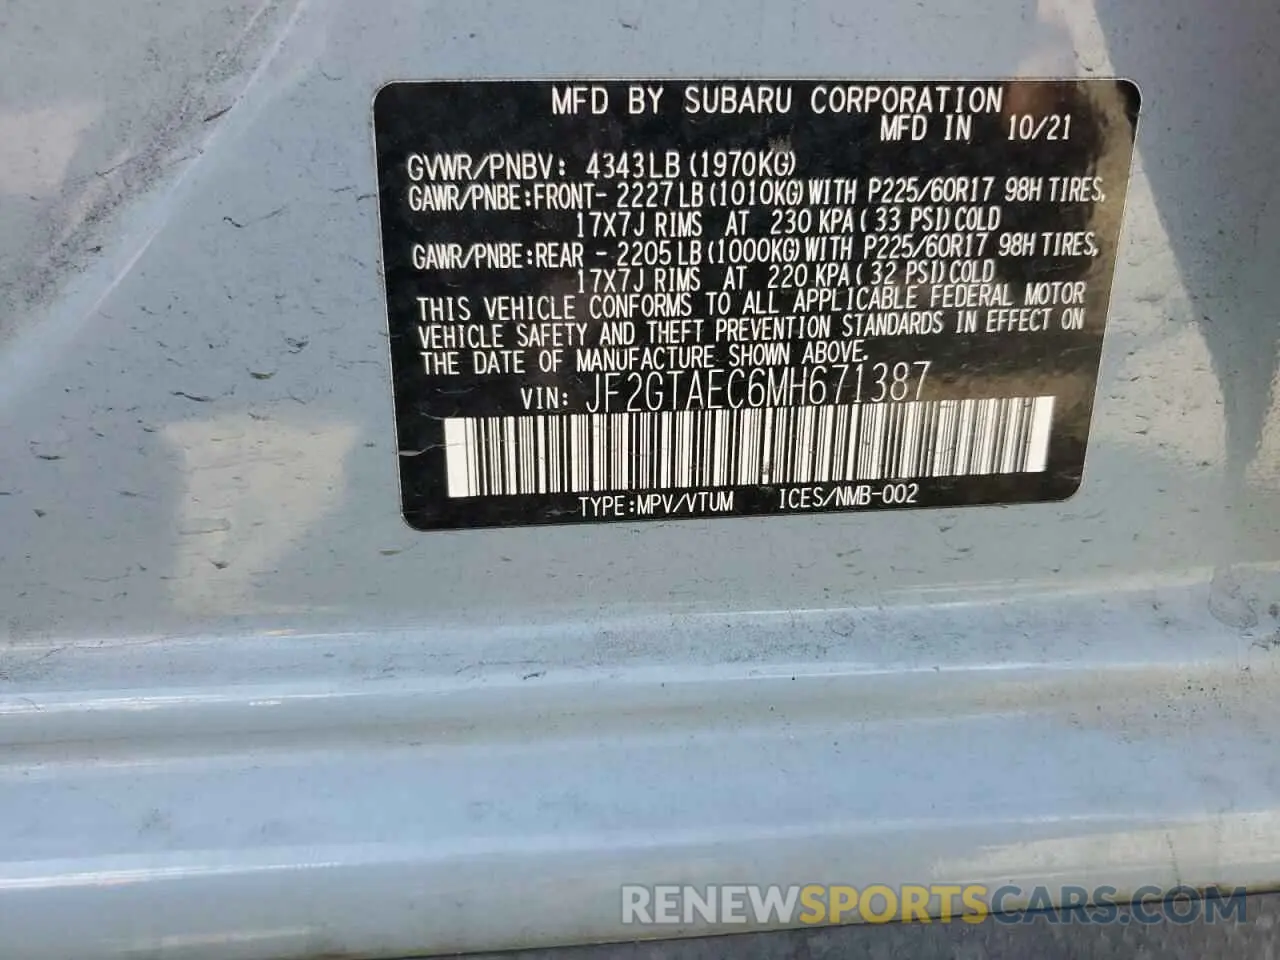 MFD BY SUBARU CORPORATION
MFD IN 10/21
GVWR/PNBV: 4343LB (1970KG)
GAWR/PNBE:FRONT- 2227LB (1010KG) WITH P225/60R17 98H TIRES,
17X7J RIMS AT 230 KPA ( 33 PSI) COLD
GAWR/PNBE:REAR - 2205LB (1000KG) WITH P225/60R17 98H TIRES,
17X7J RIMS AT 220 KPA ( 32 PSI) COLD
THIS VEHICLE CONFORMS TO ALL APPLICABLE FEDERAL MOTOR
VEHICLE SAFETY AND THEFT PREVENTION STANDARDS IN EFFECT ON
THE DATE OF MANUFACTURE SHOWN ABOVE.
VIN: JF2GTAEC6MH671387
TYPE:MPV/VTUM ICES/NMB-002
RENEWSPORTSCARS.COM